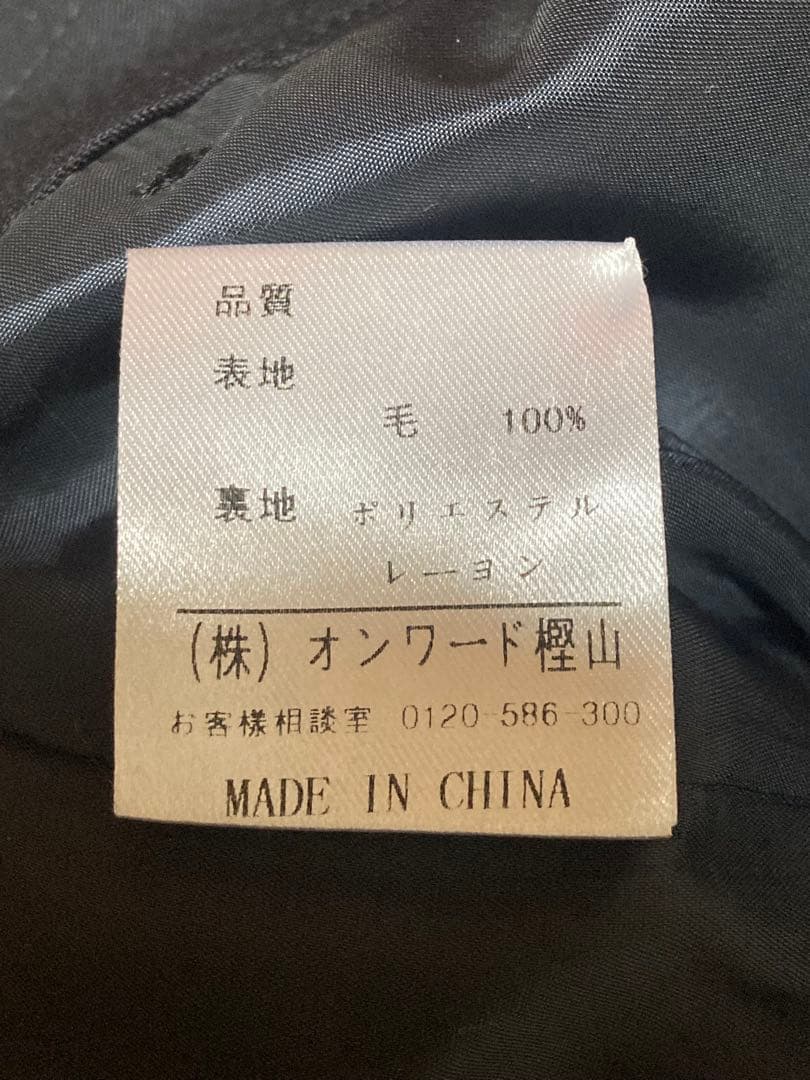 品質
表地
毛 100%
裏地 ポリエステル
レーヨン
(株) オンワード樫山
お客様相談室 0120-586-300
MADE IN CHINA